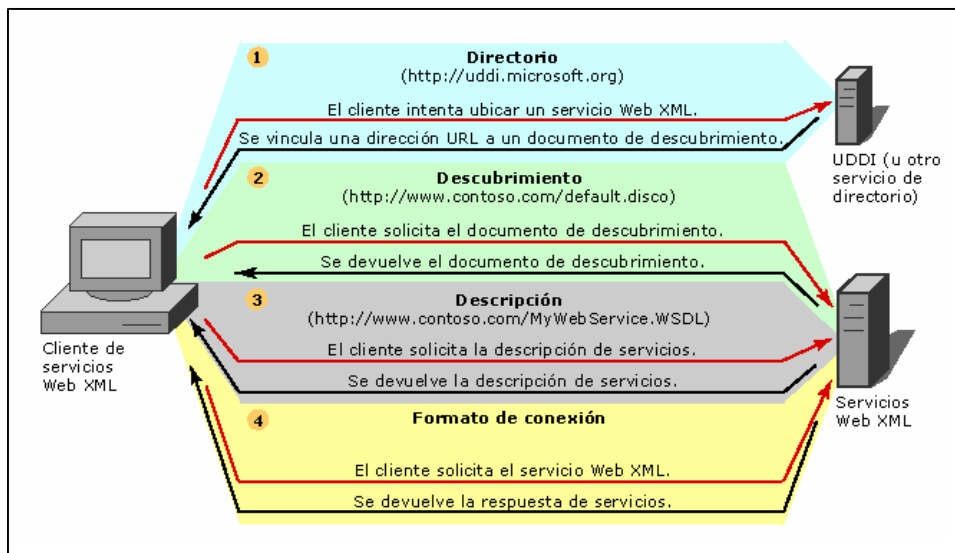 1
Directorio
(http://uddi.microsoft.org)
El cliente intenta ubicar un servicio Web XML.
Se vincula una dirección URL a un documento de descubrimiento.
UDDI (u otro
servicio de
directorio)
2
Descubrimiento
(http://www.contoso.com/default.disco)
El cliente solicita el documento de descubrimiento.
Se devuelve el documento de descubrimiento.
3
Descripción
(http://www.contoso.com/MyWebService.WSDL)
El cliente solicita la descripción de servicios.
Se devuelve la descripción de servicios.
Cliente de
servicios
Web XML
Servicios
Web XML
4
Formato de conexión
El cliente solicita el servicio Web XML.
Se devuelve la respuesta de servicios.